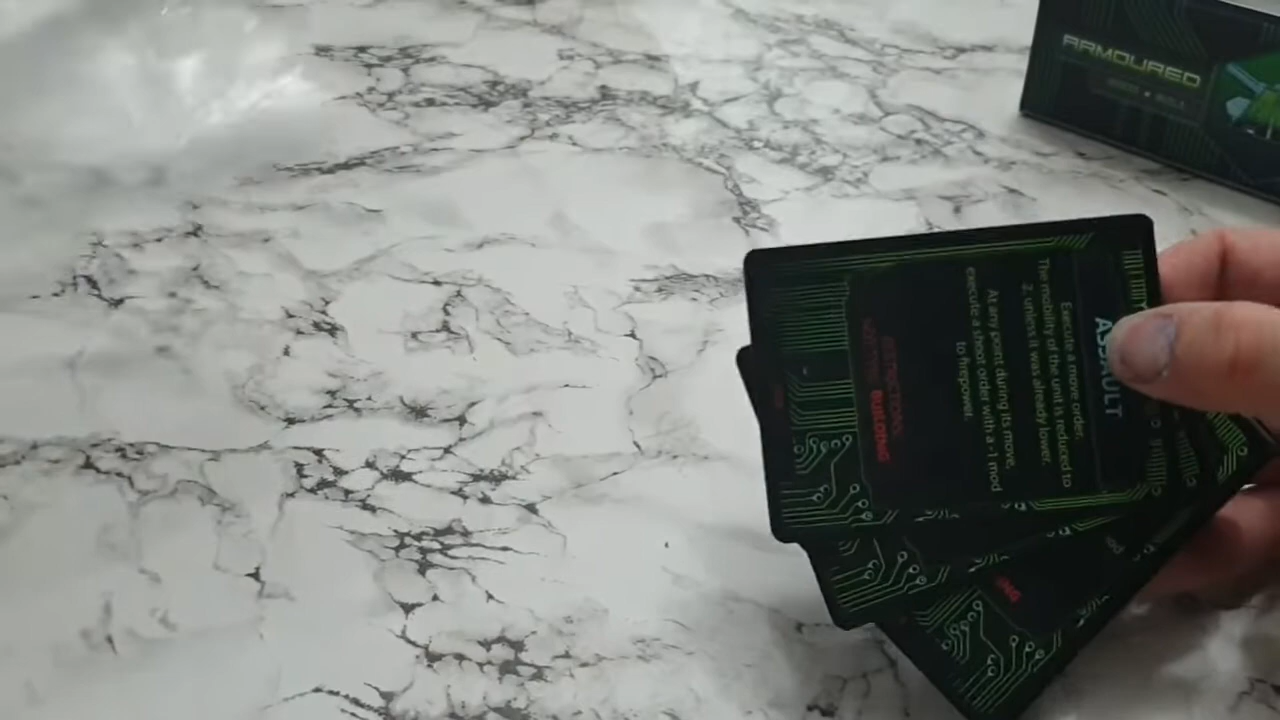 ARMOURED
ASSAULT
Execute a move order.
The mobility of the unit is reduced to
2, unless it was already lower.
At any point during its move,
execute a shoot order with a -1 mod
to firepower.
RESTRICTIONS:
BUILDING